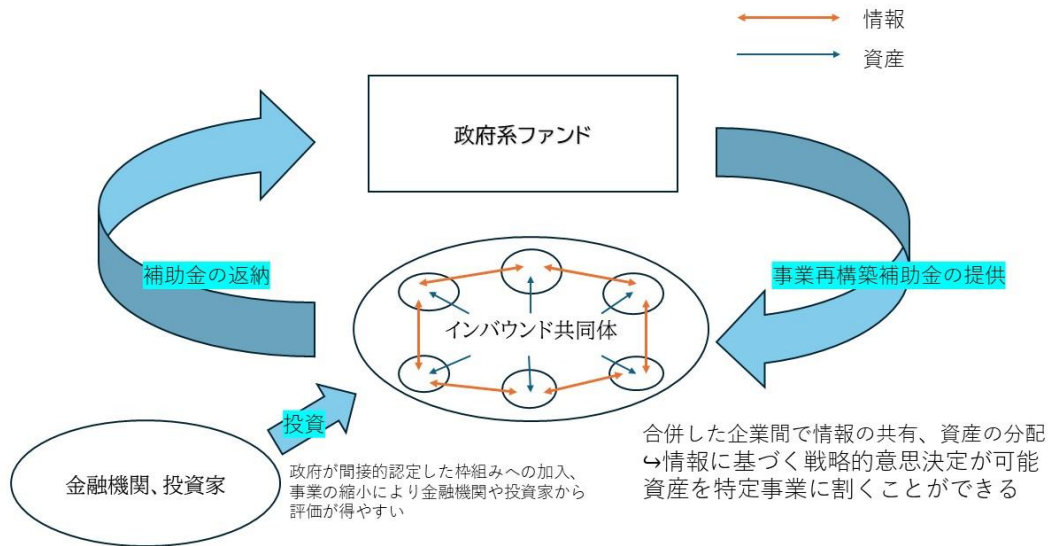 情報
資産
政府系ファンド
補助金の返納
事業再構築補助金の提供
インバウンド共同体
投資
金融機関、投資家
政府が間接的認定した枠組みへの加入、
事業の縮小により金融機関や投資家から
評価が得やすい
合併した企業間で情報の共有、資産の分配
↪情報に基づく戦略的意思決定が可能
資産を特定事業に割くことができる